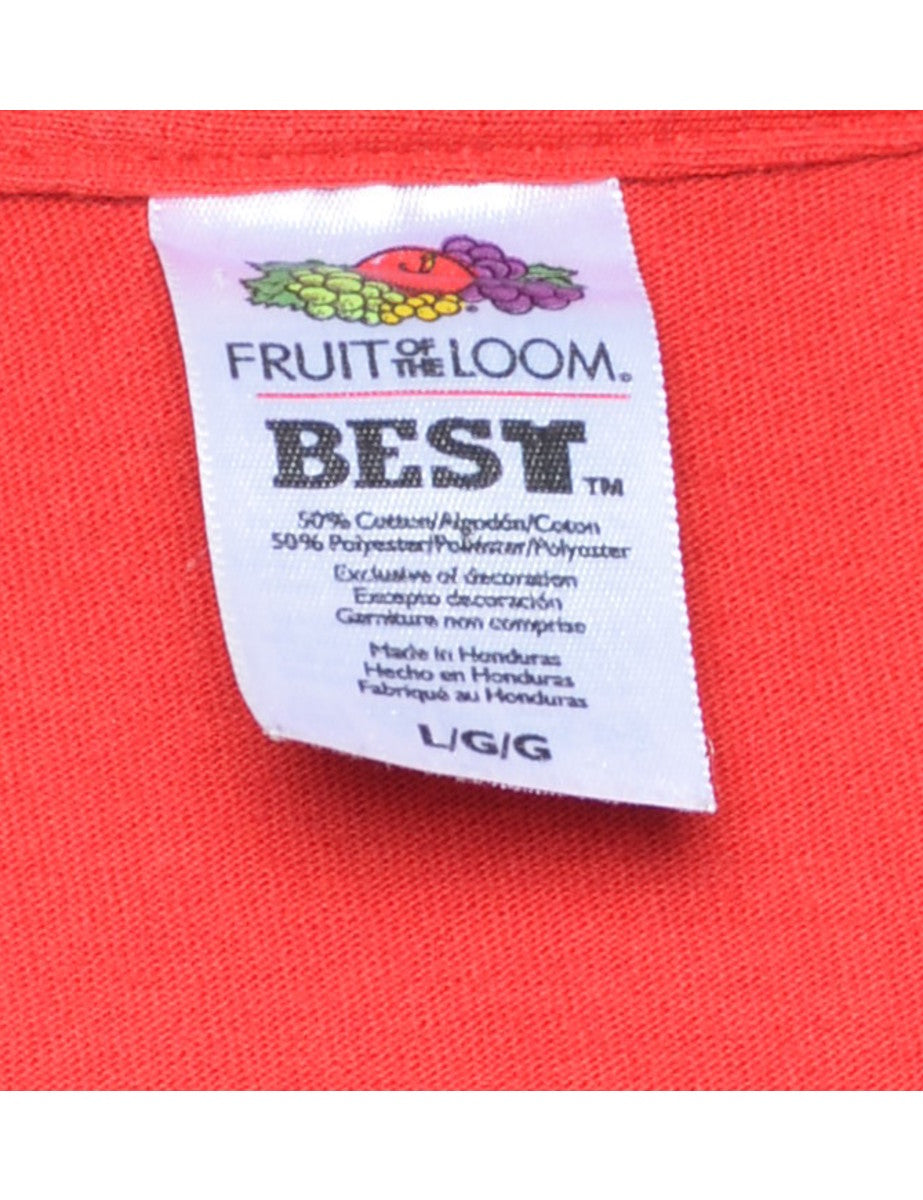 FRUIT OF THE LOOM®
BEST™
50% Cotton/Algodón/Coton
50% Polyester/Poliéster/Polyester
Exclusive of decoration
Excepto decoración
Garniture non comprise
Made in Honduras
Hecho en Honduras
Fabriqué au Honduras
L/G/G